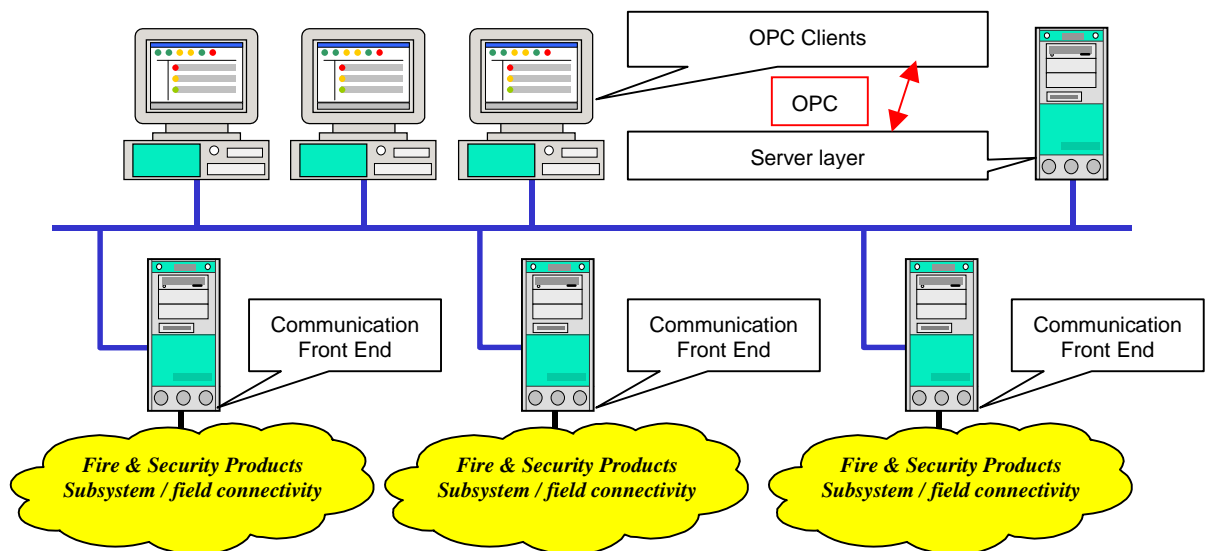 OPC Clients
OPC
Server layer
Communication
Front End
Communication
Front End
Communication
Front End
Fire & Security Products
Subsystem / field connectivity
Fire & Security Products
Subsystem / field connectivity
Fire & Security Products
Subsystem / field connectivity